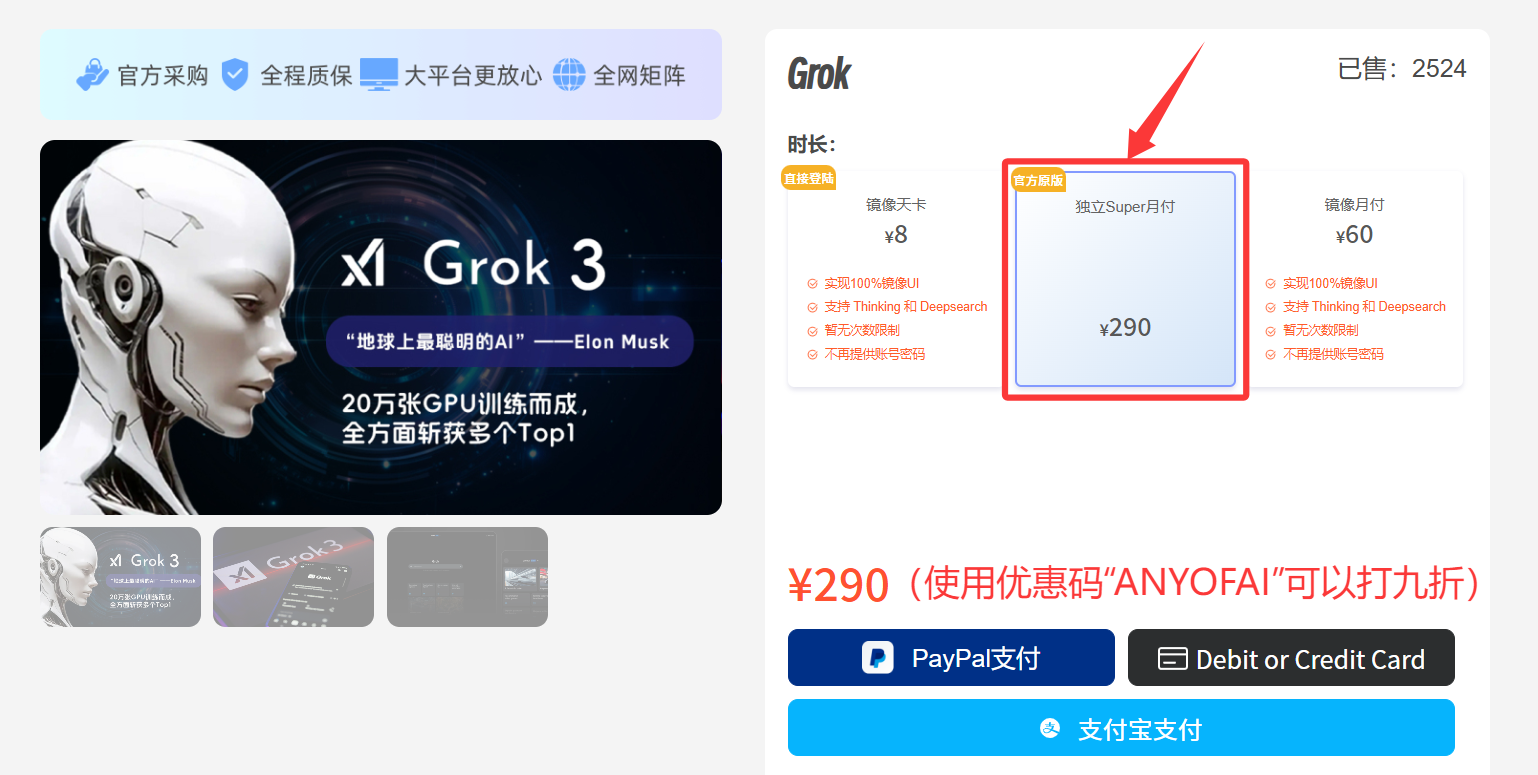 官方采购 全程质保 大平台更放心 全网矩阵
xI Grok 3
“地球上最聪明的AI” ——Elon Musk
20万张GPU训练而成，
全方面斩获多个Top1
xI Grok 3
“地球上最聪明的AI” ——Elon Musk
20万张GPU训练而成，
全方面斩获多个Top1
xI Grok3
Grok
已售：2524
时长：
直接登陆
镜像天卡
¥8
实现100%镜像UI
支持 Thinking 和 Deepsearch
暂无次数限制
不再提供账号密码
官方原版
独立Super月付
¥290
镜像月付
¥60
实现100%镜像UI
支持 Thinking 和 Deepsearch
暂无次数限制
不再提供账号密码
¥290（使用优惠码“ANYOFAI”可以打九折）
PayPal支付
Debit or Credit Card
支 支付宝支付